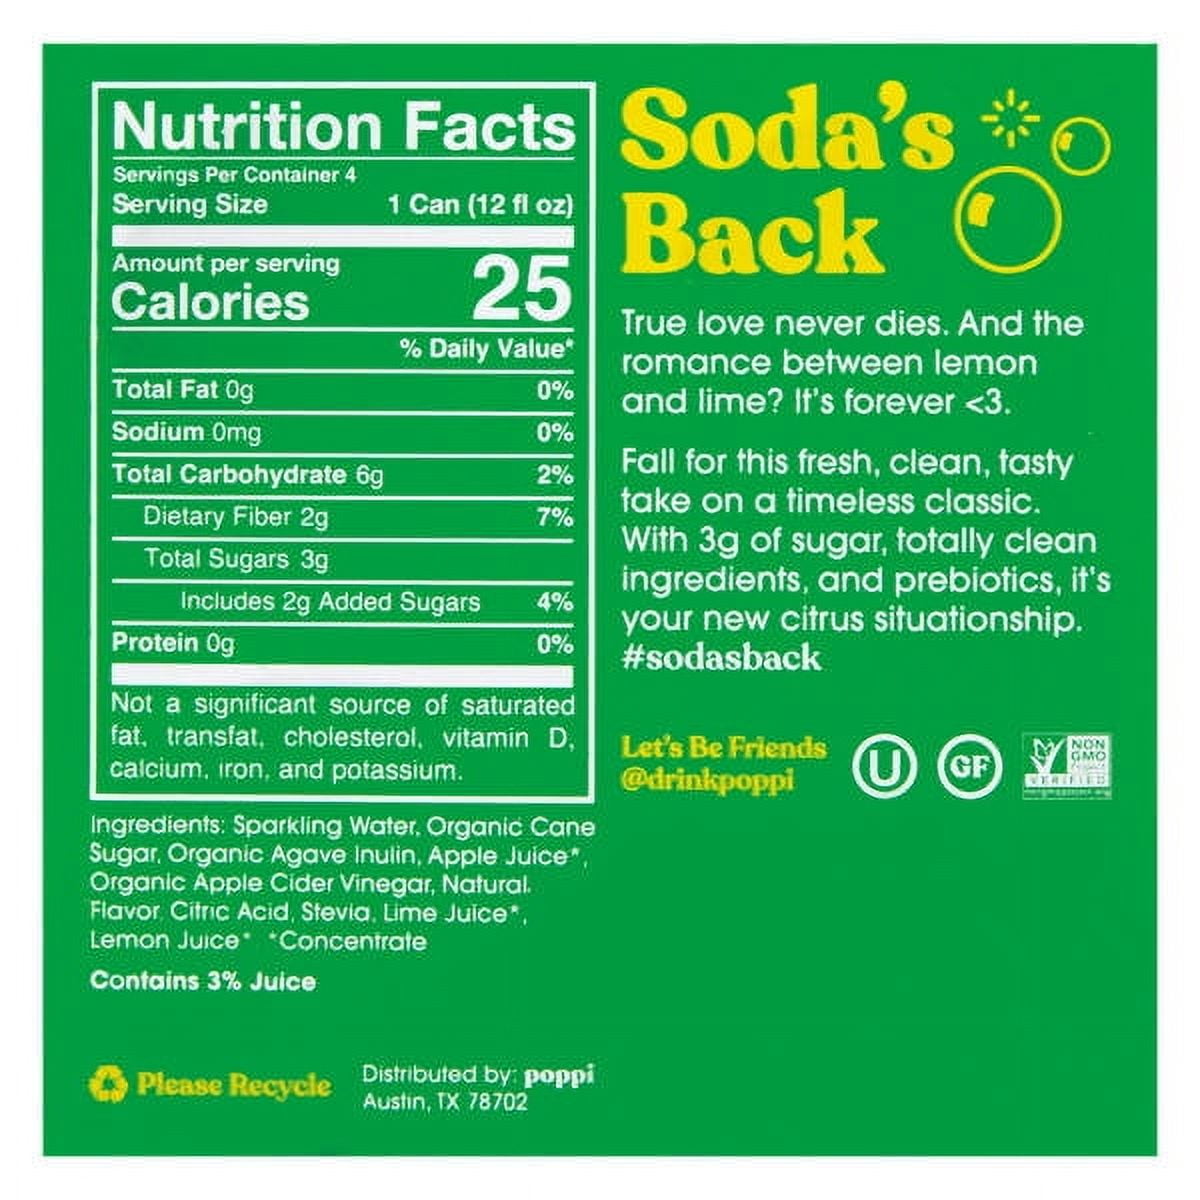 Nutrition Facts
Servings Per Container 4
Serving Size 1 Can (12 fl oz)
Amount per serving
Calories 25
% Daily Value*
Total Fat 0g 0%
Sodium 0mg 0%
Total Carbohydrate 6g 2%
Dietary Fiber 2g 7%
Total Sugars 3g
Includes 2g Added Sugars 4%
Protein 0g 0%
Not a significant source of saturated
fat, transfat, cholesterol, vitamin D,
calcium, iron, and potassium.
Ingredients: Sparkling Water, Organic Cane
Sugar, Organic Agave Inulin, Apple Juice*,
Organic Apple Cider Vinegar, Natural
Flavor, Citric Acid, Stevia, Lime Juice*,
Lemon Juice* *Concentrate
Contains 3% Juice
Please Recycle
Distributed by: poppi
Austin, TX 78702
Soda's
Back
True love never dies. And the
romance between lemon
and lime? It's forever <3.
Fall for this fresh, clean, tasty
take on a timeless classic.
With 3g of sugar, totally clean
ingredients, and prebiotics, it's
your new citrus situationship.
#sodasback
Let's Be Friends
@drinkpoppi
U
GF
NON
GMO
VERIFIED